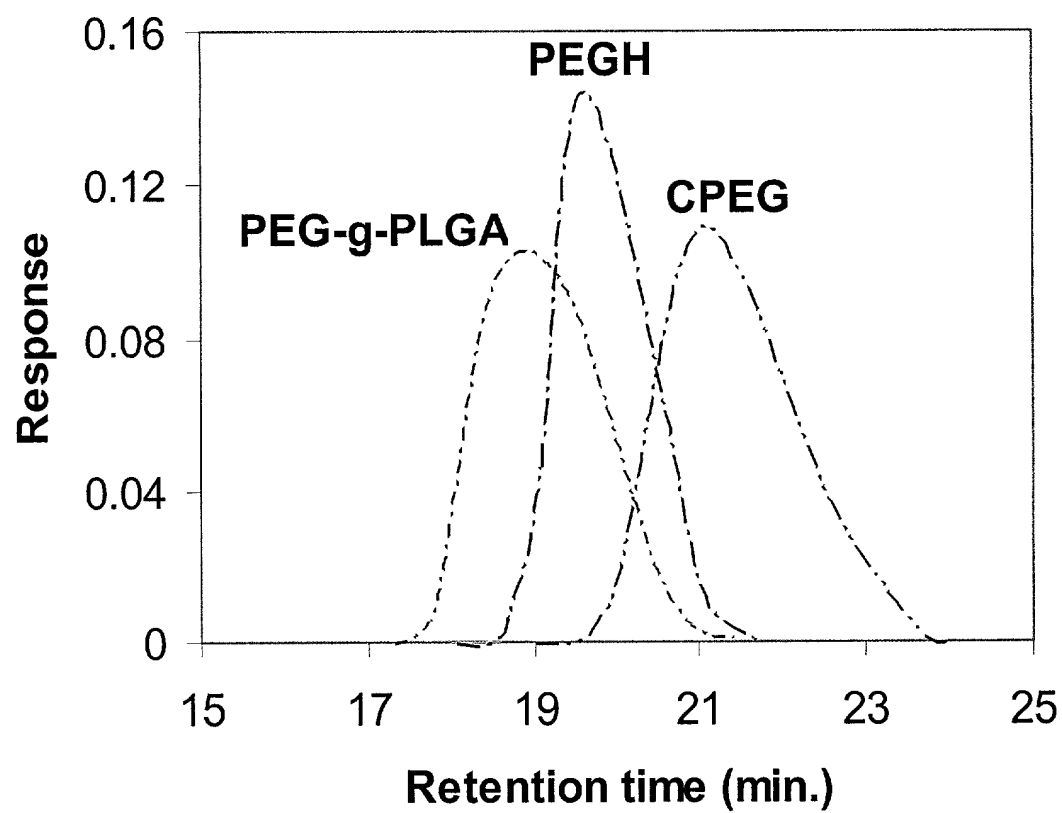 0.16
PEGH
0.12
CPEG
PEG-g-PLGA
Response
0.08
0.04
0
15 17 19 21 23 25
Retention time (min.)